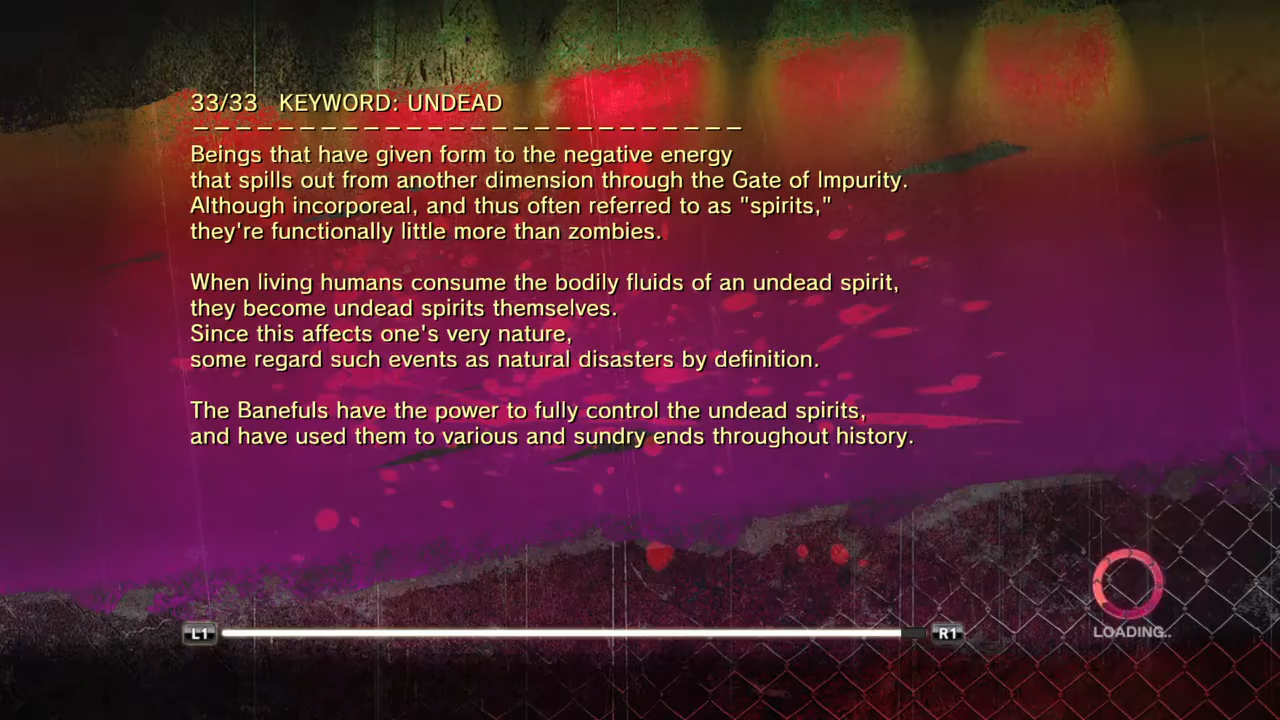 33/33 KEYWORD: UNDEAD
Beings that have given form to the negative energy
that spills out from another dimension through the Gate of Impurity.
Although incorporeal, and thus often referred to as "spirits,"
they're functionally little more than zombies.
When living humans consume the bodily fluids of an undead spirit,
they become undead spirits themselves.
Since this affects one's very nature,
some regard such events as natural disasters by definition.
The Banefuls have the power to fully control the undead spirits,
and have used them to various and sundry ends throughout history.
L1
R1
LOADING..